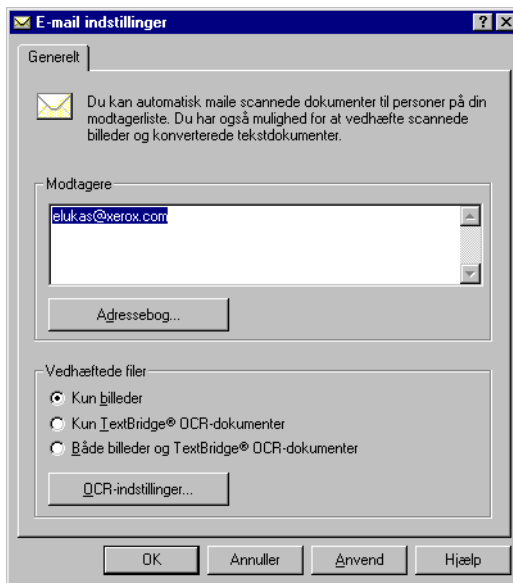 E-mail indstillinger
Generelt
Du kan automatisk maile scannede dokumenter til personer på din
modtagerliste. Du har også mulighed for at vedhæfte scannede
billeder og konverterede tekstdokumenter.
Modtagere
elukas@xerox.com
Adressebog...
Vedhæftede filer
Kun billeder
Kun TextBridge® OCR-dokumenter
Både billeder og TextBridge® OCR-dokumenter
OCR-indstillinger...
OK Annuller Anvend Hjælp